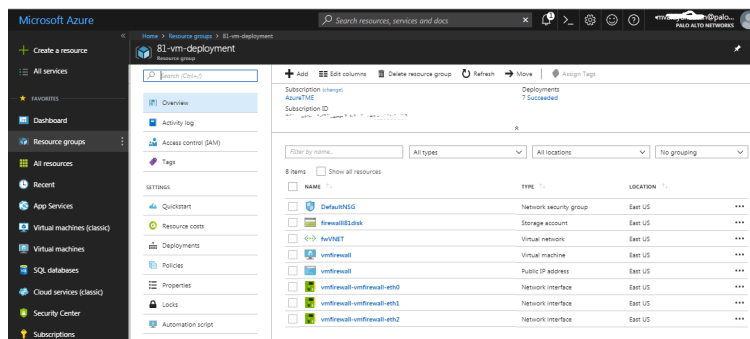 Microsoft Azure
Search resources, services and docs
PALO ALTO NETWORKS
Home > Resource groups > 81-vm-deployment
81-vm-deployment
Resource group
Create a resource
All services
FAVORITES
Dashboard
Resource groups
All resources
Recent
App Services
Virtual machines (classic)
Virtual machines
SQL databases
Cloud services (classic)
Security Center
Subscriptions
Search (Ctrl+/)
Overview
Activity log
Access control (IAM)
Tags
SETTINGS
Quickstart
Resource costs
Deployments
Policies
Properties
Locks
Automation script
Add Edit columns Delete resource group Refresh Move Assign Tags
Subscription (change) Deployments
AzureTME 7 Succeeded
Subscription ID
Filter by name... All types All locations No grouping
8 items Show all resources
NAME TYPE LOCATION
DefaultNSG Network security group East US
firewalll81disk Storage account East US
fwVNET Virtual network East US
vmfirewall Virtual machine East US
vmfirewall Public IP address East US
vmfirewall-vmfirewall-eth0 Network interface East US
vmfirewall-vmfirewall-eth1 Network interface East US
vmfirewall-vmfirewall-eth2 Network interface East US